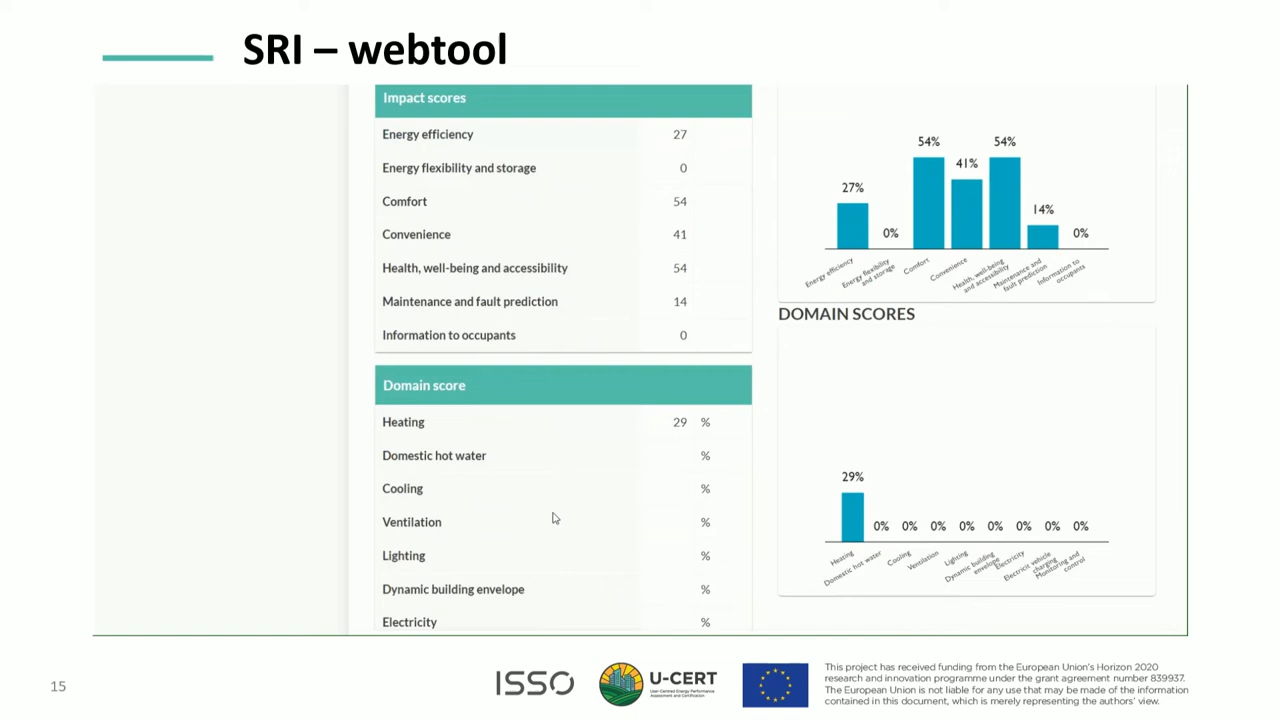 SRI – webtool
Impact scores
Energy efficiency 27
Energy flexibility and storage 0
Comfort 54
Convenience 41
Health, well-being and accessibility 54
Maintenance and fault prediction 14
Information to occupants 0
Domain score
Heating 29 %
Domestic hot water %
Cooling %
Ventilation %
Lighting %
Dynamic building envelope %
Electricity %
27%
0%
54%
41%
54%
14%
0%
Energy efficiency
Energy flexibility
and storage
Comfort
Convenience
Health, well-being
and accessibility
Maintenance and
fault prediction
Information to
occupants
DOMAIN SCORES
29%
0%
0%
0%
0%
0%
0%
0%
0%
Heating
Domestic hot water
Cooling
Ventilation
Lighting
Dynamic building
envelope
Electricity
Electric vehicle
charging
Monitoring and
control
15
ISSO
U-CERT
User-Centred Energy Performance
Assessment and Certification
This project has received funding from the European Union's Horizon 2020
research and innovation programme under the grant agreement number 839937.
The European Union is not liable for any use that may be made of the information
contained in this document, which is merely representing the authors' view.